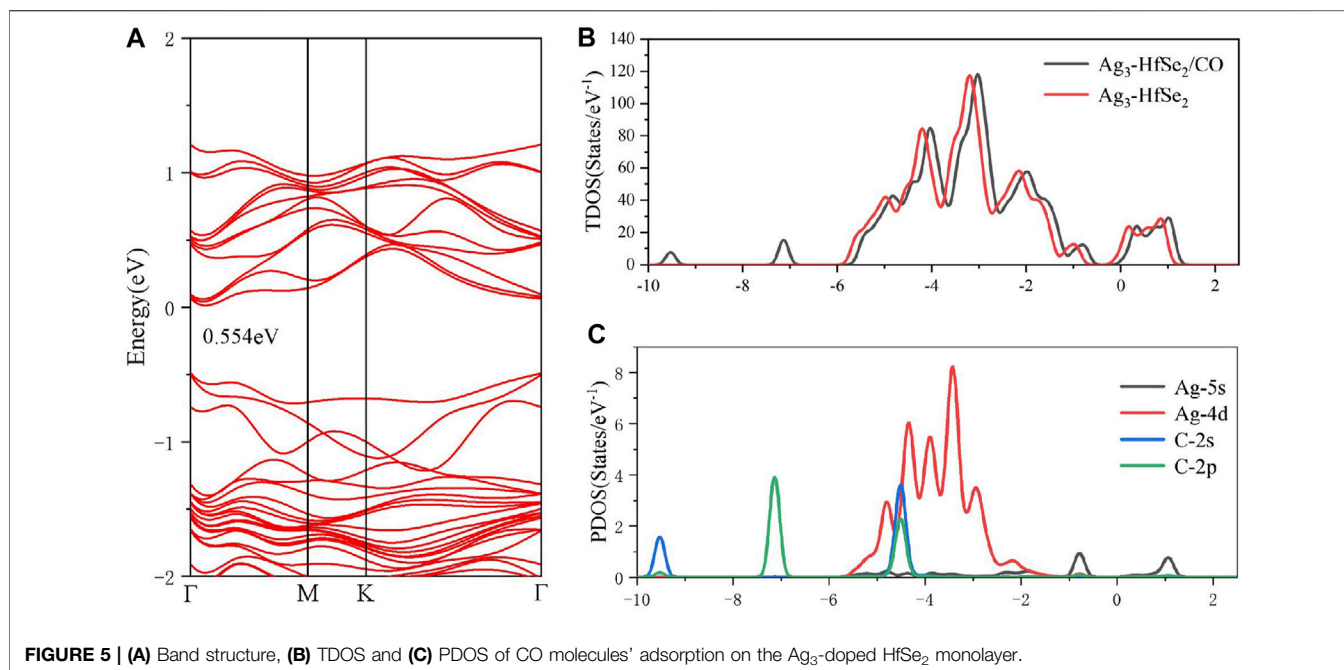 A
2
1
0
−1
−2
Energy(eV)
0.554eV
Γ M K Γ
B
140
120
100
80
60
40
20
0
TDOS(States/eV⁻¹)
Ag₃-HfSe₂/CO
Ag₃-HfSe₂
-10 -8 -6 -4 -2 0 2
C
8
6
4
2
0
PDOS(States/eV⁻¹)
Ag-5s
Ag-4d
C-2s
C-2p
-10 -8 -6 -4 -2 0 2
FIGURE 5 | (A) Band structure, (B) TDOS and (C) PDOS of CO molecules’ adsorption on the Ag₃-doped HfSe₂ monolayer.